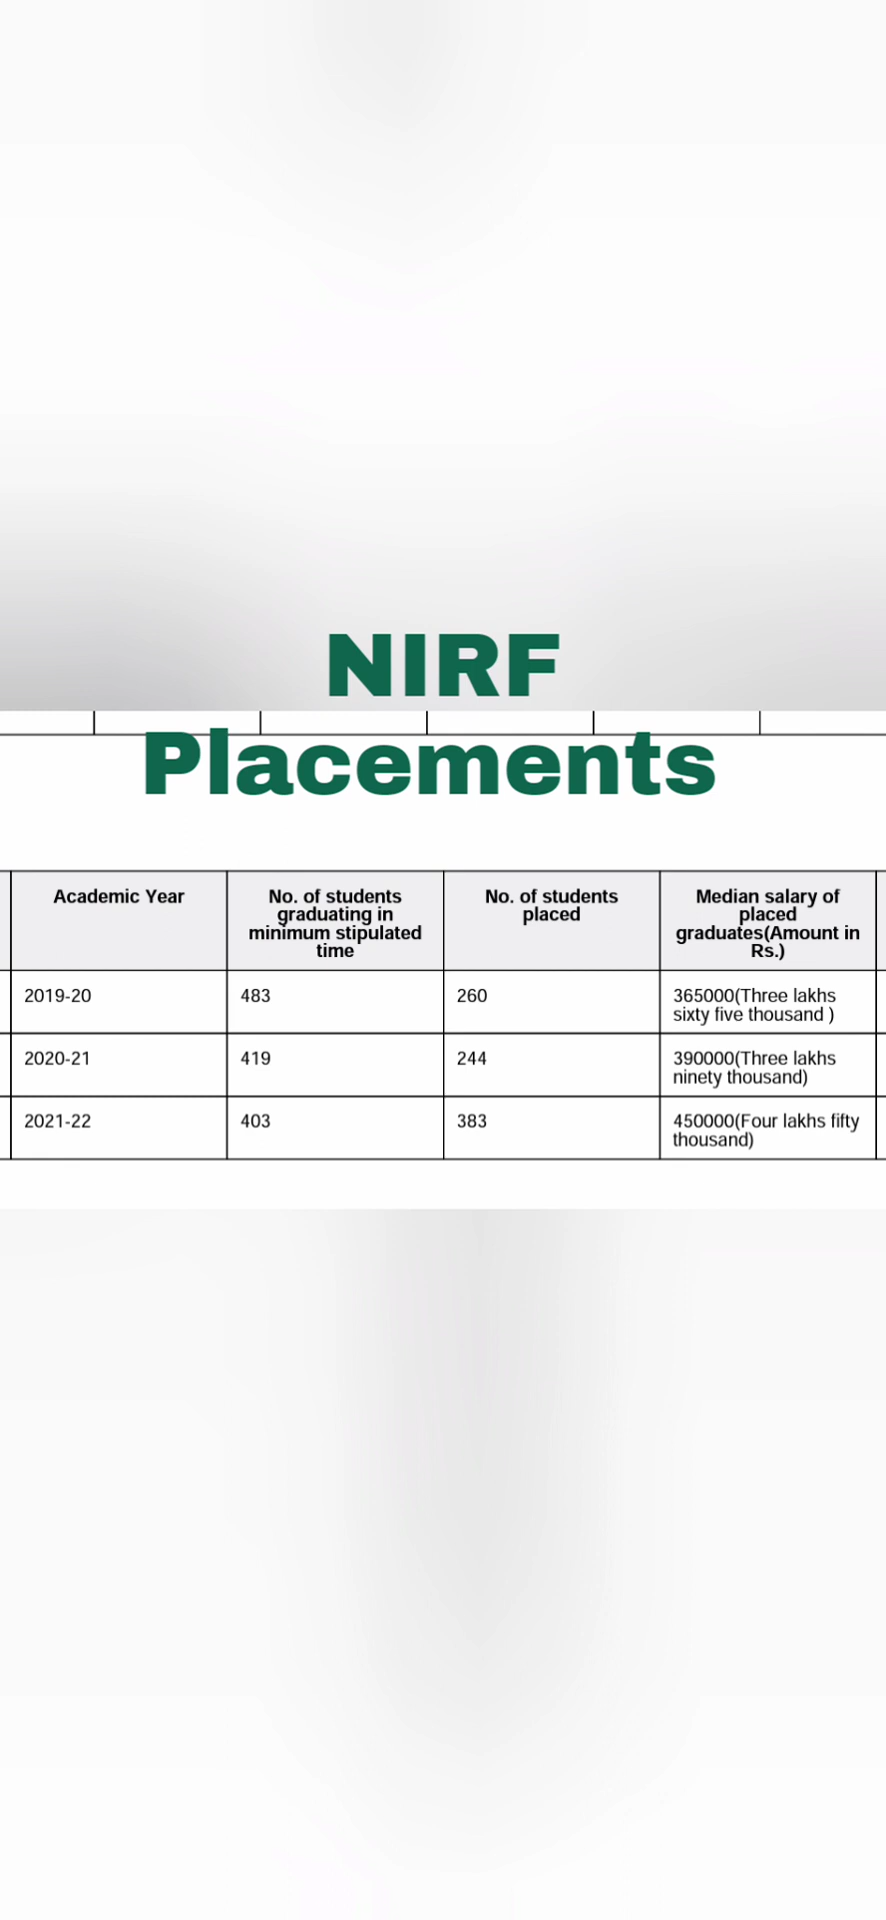 NIRF
Placements
Academic Year
No. of students
graduating in
minimum stipulated
time
No. of students
placed
Median salary of
placed
graduates(Amount in
Rs.)
2019-20
483
260
365000(Three lakhs
sixty five thousand )
2020-21
419
244
390000(Three lakhs
ninety thousand)
2021-22
403
383
450000(Four lakhs fifty
thousand)